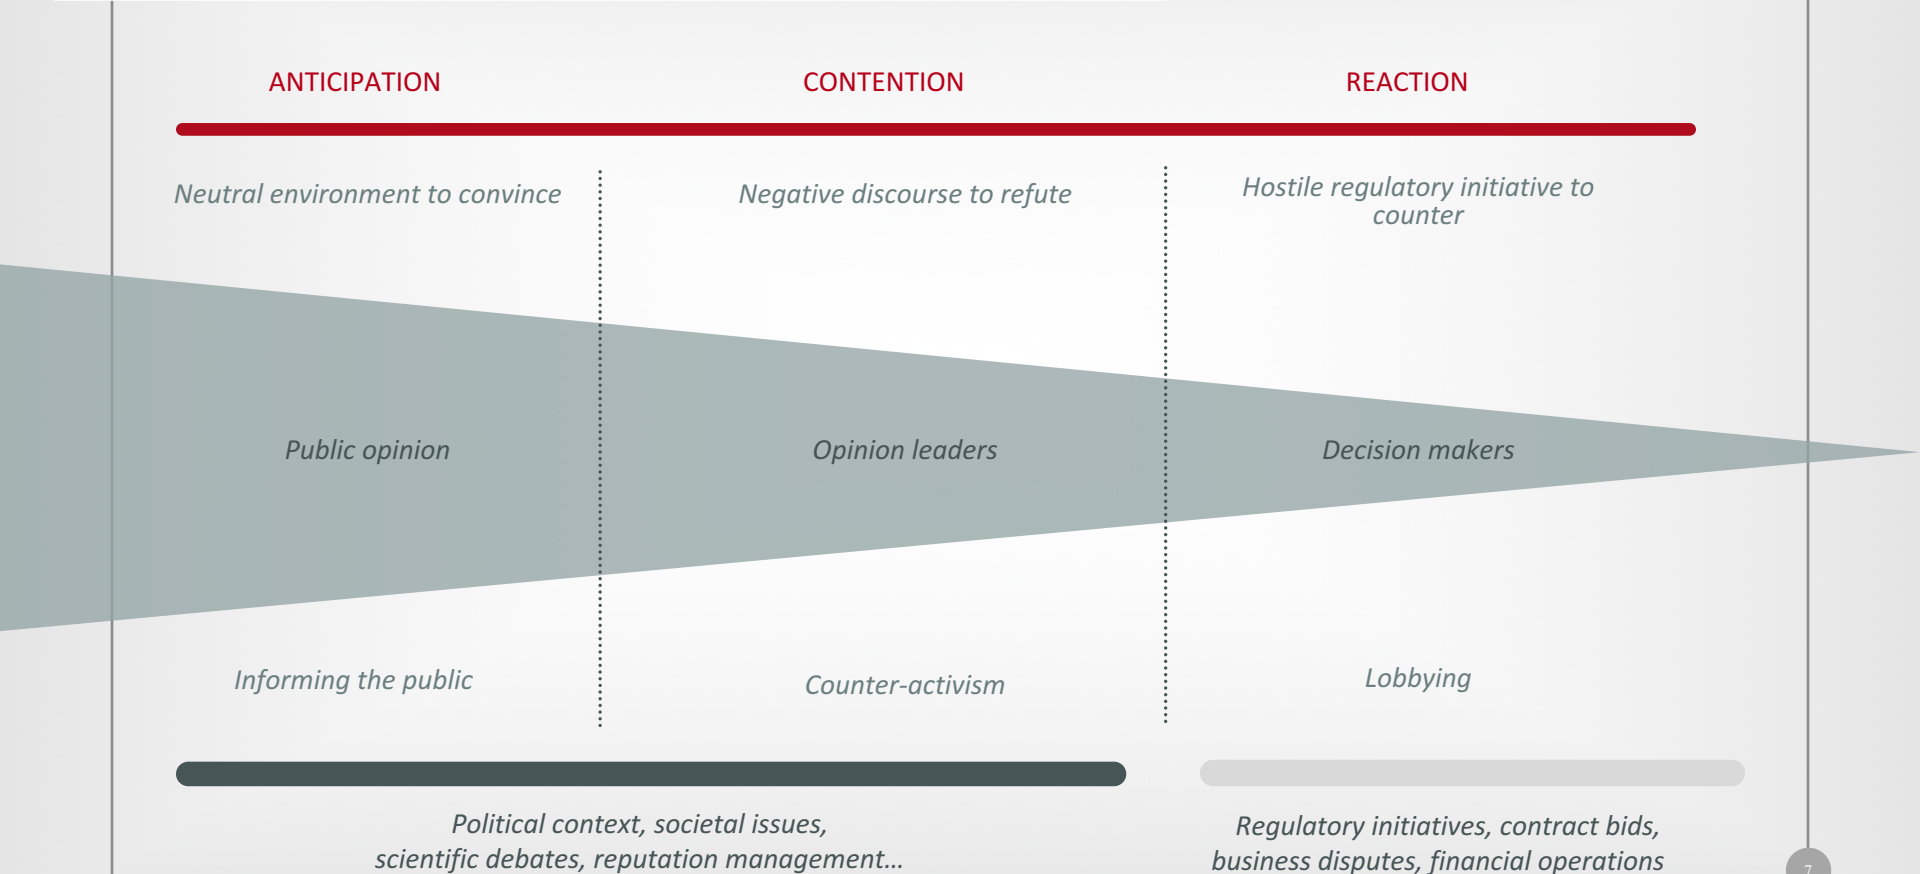 ANTICIPATION
CONTENTION
REACTION
Neutral environment to convince
Negative discourse to refute
Hostile regulatory initiative to
counter
Public opinion
Opinion leaders
Decision makers
Informing the public
Counter-activism
Lobbying
Political context, societal issues,
scientific debates, reputation management…
Regulatory initiatives, contract bids,
business disputes, financial operations
7